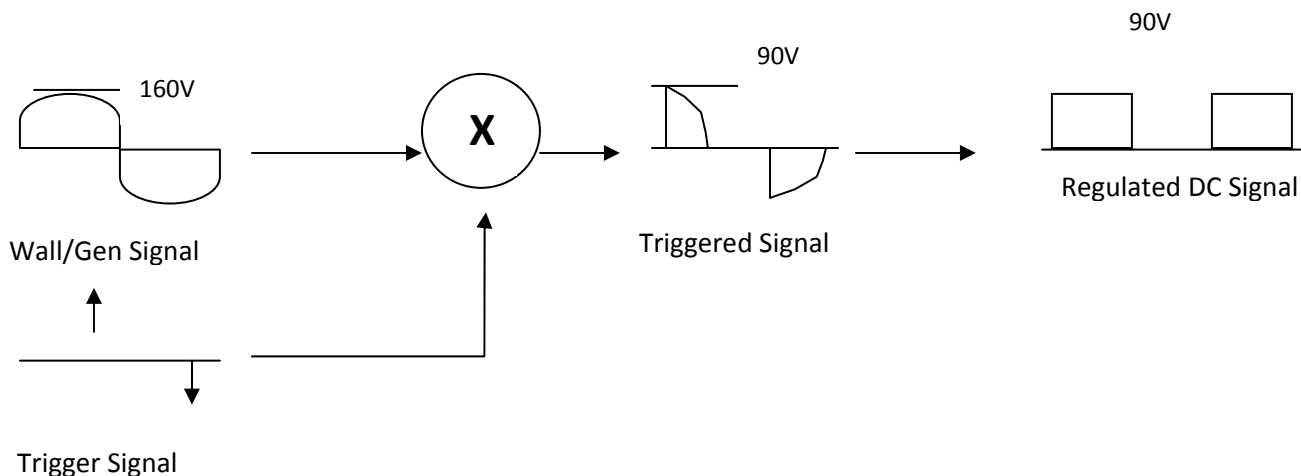 90V
160V
90V
X
Regulated DC Signal
Wall/Gen Signal
Triggered Signal
Trigger Signal